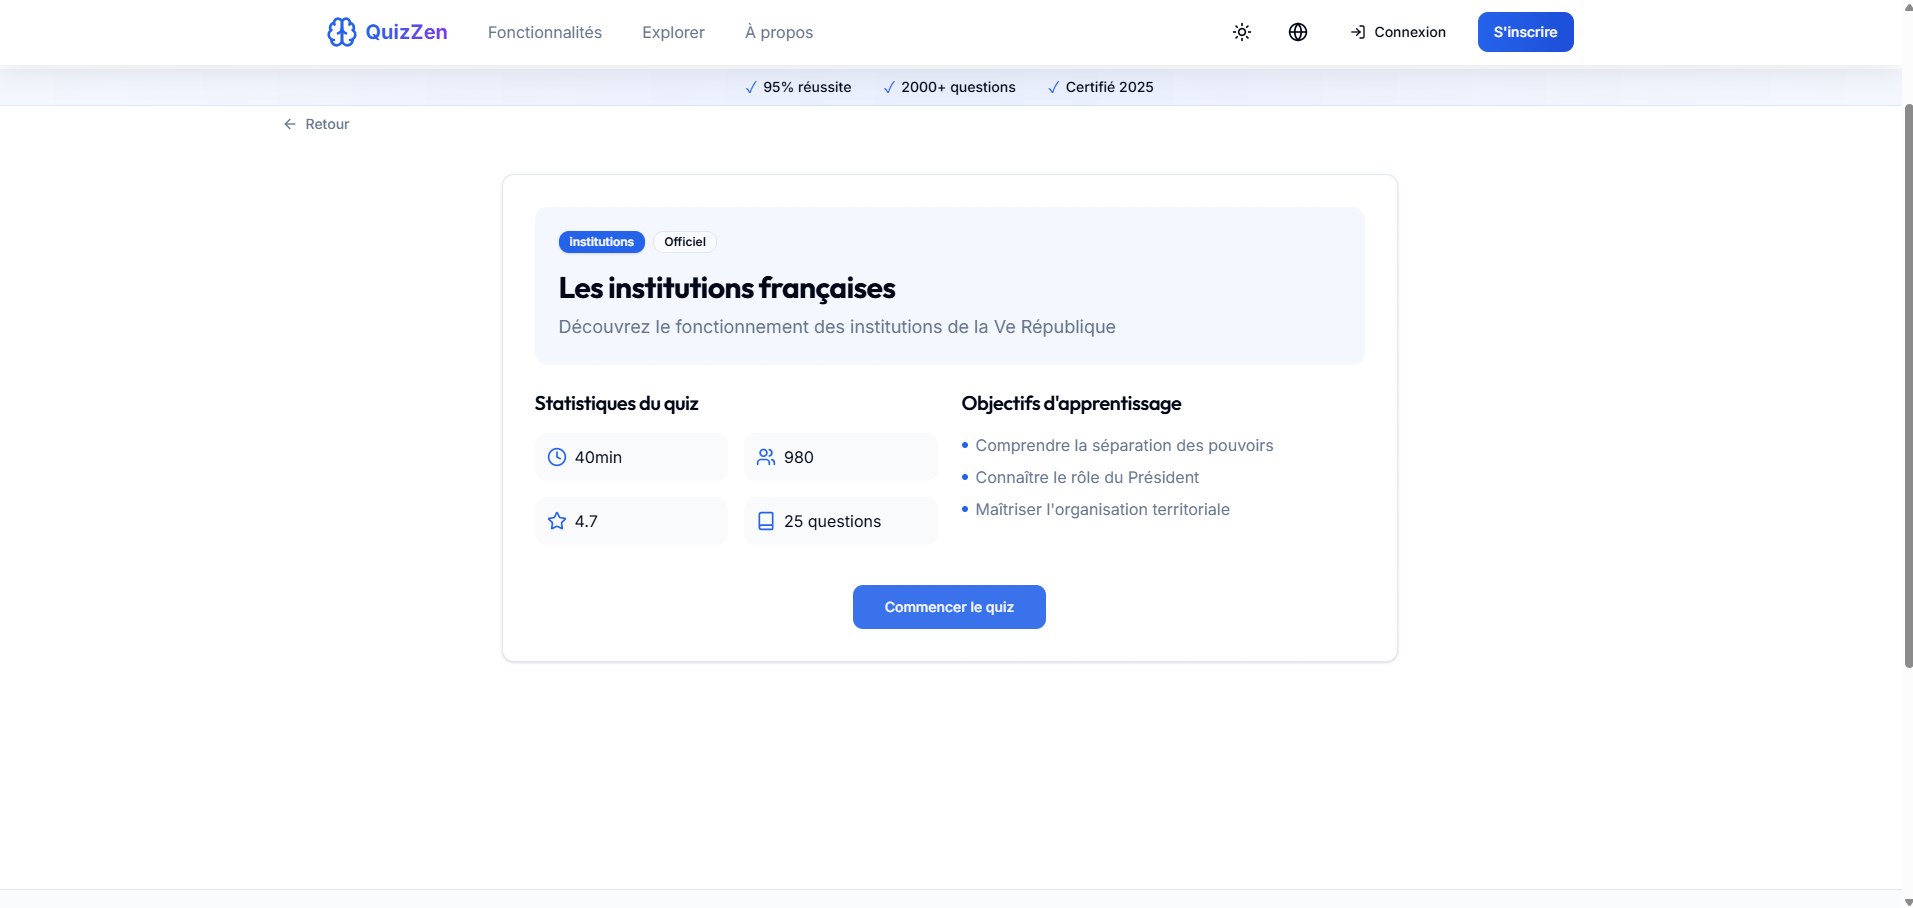 QuizZen Fonctionnalités Explorer À propos Connexion S'inscrire
✓ 95% réussite ✓ 2000+ questions ✓ Certifié 2025
← Retour
institutions Officiel
Les institutions françaises
Découvrez le fonctionnement des institutions de la Ve République
Statistiques du quiz
40min 980
4.7 25 questions
Objectifs d'apprentissage
• Comprendre la séparation des pouvoirs
• Connaître le rôle du Président
• Maîtriser l'organisation territoriale
Commencer le quiz